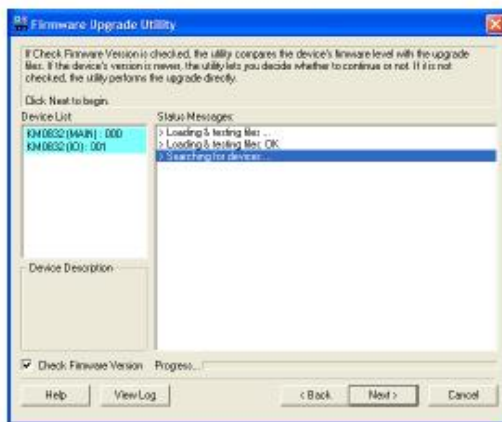 Firmware Upgrade Utility
If Check Firmware Version is checked, the utility compares the device's firmware level with the upgrade
files. If the device's version is newer, the utility lets you decide whether to continue or not. If it is not
checked, the utility performs the upgrade directly.
Click Next to begin.
Device List
Status Messages:
KM0832 (MAIN) : 000
KM0832 (IO) : 001
> Loading & testing files ...
> Loading & testing files: OK
> Searching for devices ...
Device Description
Check Firmware Version
Progress...
Help
View Log
< Back
Next >
Cancel